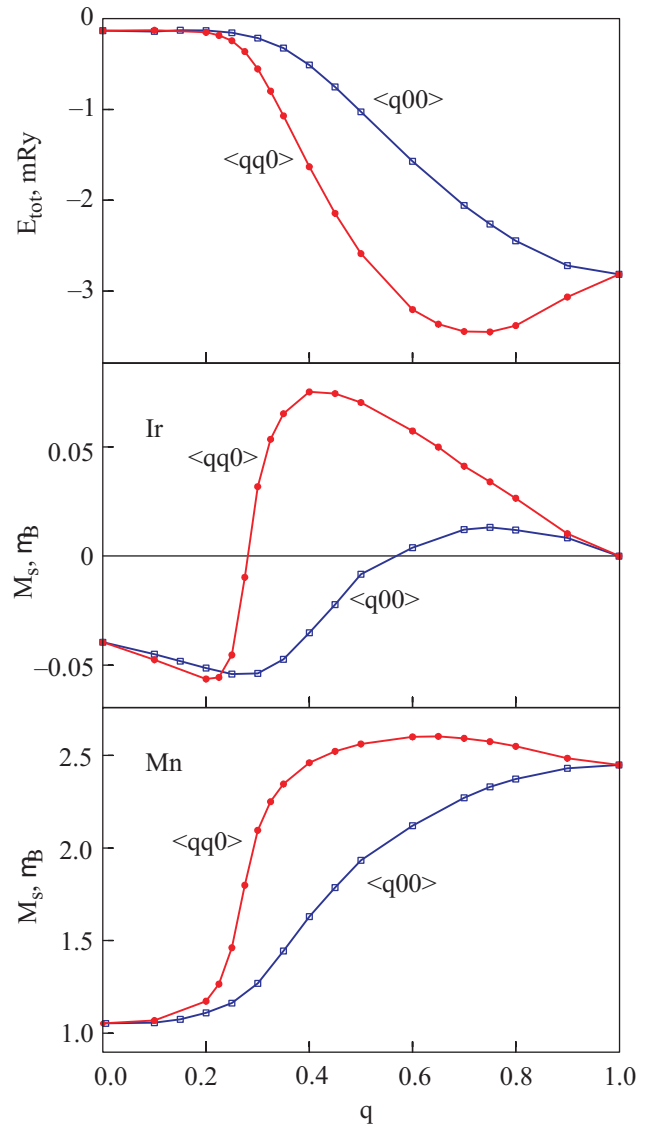 0
<q00>
−1
<qq0>
E_tot, mRy
−2
−3
Ir
0.05
<qq0>
M_s, m_B
0
<q00>
−0.05
Mn
2.5
<qq0>
M_s, m_B
2.0
<q00>
1.5
1.0
0.0 0.2 0.4 0.6 0.8 1.0
q